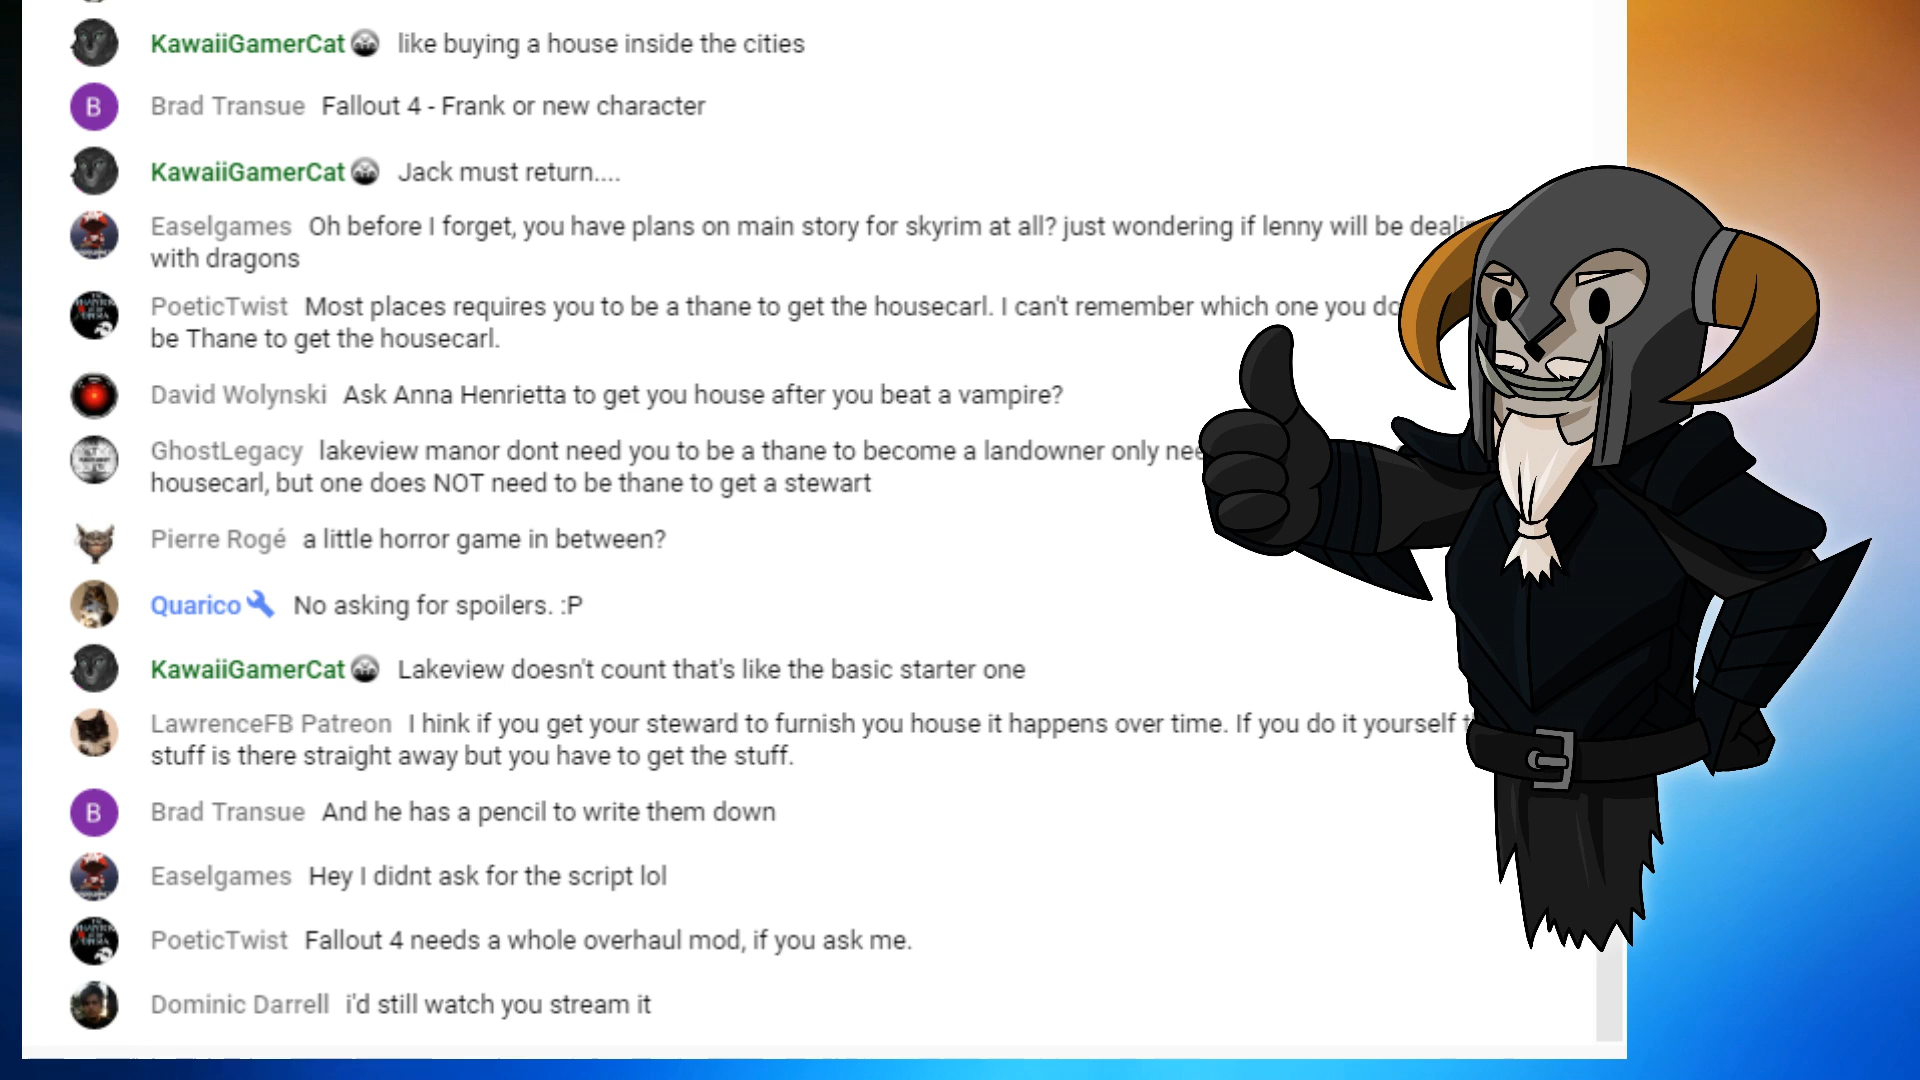 KawaiiGamerCat like buying a house inside the cities
B Brad Transue Fallout 4 - Frank or new character
KawaiiGamerCat Jack must return....
Easelgames Oh before I forget, you have plans on main story for skyrim at all? just wondering if lenny will be
with dragons
PoeticTwist Most places requires you to be a thane to get the housecarl. I can't remember which one you
be Thane to get the housecarl.
David Wolynski Ask Anna Henrietta to get you house after you beat a vampire?
GhostLegacy lakeview manor dont need you to be a thane to become a landowner only
housecarl, but one does NOT need to be thane to get a stewart
Pierre Rogé a little horror game in between?
Quarico No asking for spoilers. :P
KawaiiGamerCat Lakeview doesn't count that's like the basic starter one
LawrenceFB Patreon I hink if you get your steward to furnish you house it happens over time. If you do it yourself
stuff is there straight away but you have to get the stuff.
B Brad Transue And he has a pencil to write them down
Easelgames Hey I didnt ask for the script lol
PoeticTwist Fallout 4 needs a whole overhaul mod, if you ask me.
Dominic Darrell i'd still watch you stream it